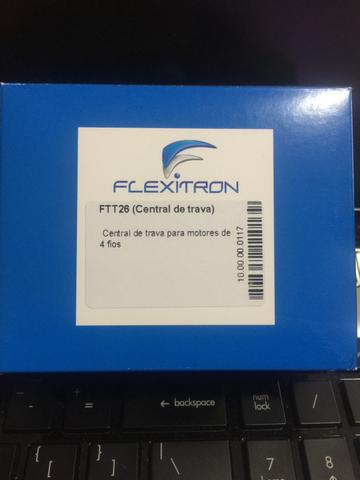 FLEXITRON
FTT26 (Central de trava)
Central de trava para motores de
4 fios
10.00.00.0117
- -
+ =
← backspace
num
lock
/
{ [
} ]
| \
7
8